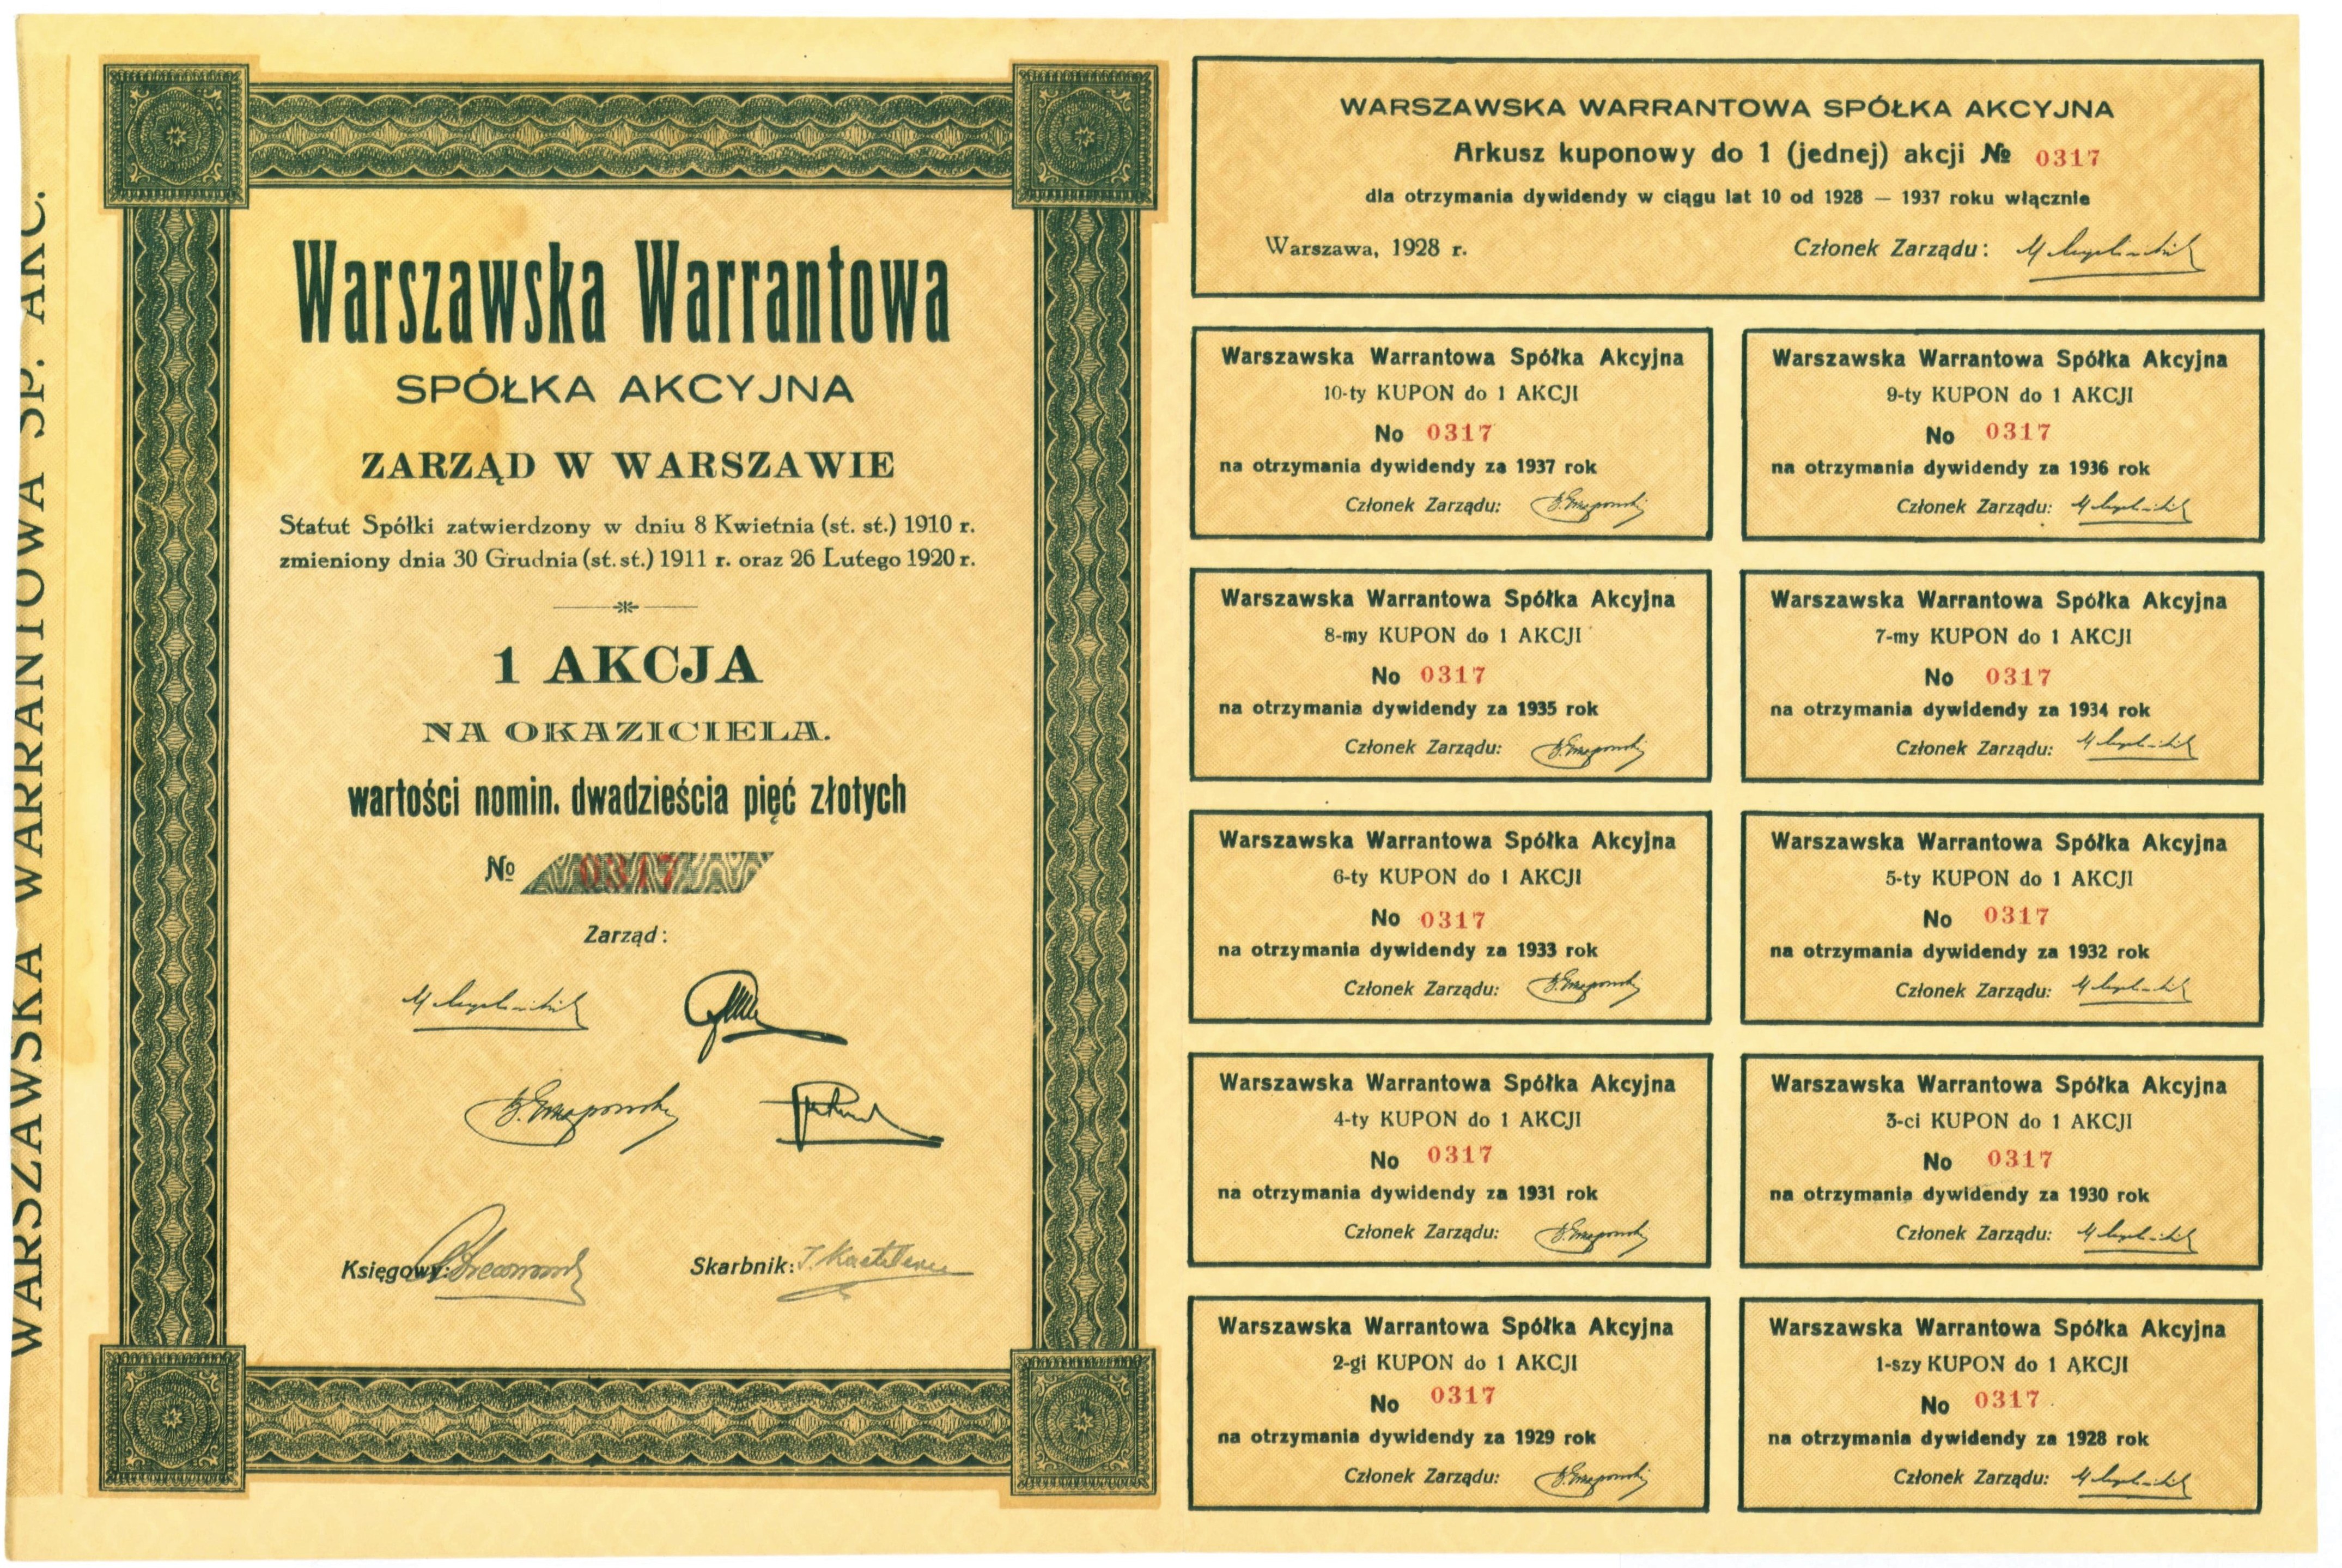 WARSZAWSKA WARRANTOWA SP. AKC.
Warszawska Warrantowa
SPÓŁKA AKCYJNA
ZARZĄD W WARSZAWIE
Statut Spółki zatwierdzony w dniu 8 Kwietnia (st. st.) 1910 r.
zmieniony dnia 30 Grudnia (st. st.) 1911 r. oraz 26 Lutego 1920 r.
1 AKCJA
NA OKAZICIELA.
wartości nomin. dwadzieścia pięć złotych
№ 0317
Zarząd:
Księgowy:
Skarbnik:
WARSZAWSKA WARRANTOWA SPÓŁKA AKCYJNA
Arkusz kuponowy do 1 (jednej) akcji № 0317
dla otrzymania dywidendy w ciągu lat 10 od 1928 — 1937 roku włącznie
Warszawa, 1928 r. Członek Zarządu:
Warszawska Warrantowa Spółka Akcyjna
10-ty KUPON do 1 AKCJI
No 0317
na otrzymania dywidendy za 1937 rok
Członek Zarządu:
Warszawska Warrantowa Spółka Akcyjna
9-ty KUPON do 1 AKCJI
No 0317
na otrzymania dywidendy za 1936 rok
Członek Zarządu:
Warszawska Warrantowa Spółka Akcyjna
8-my KUPON do 1 AKCJI
No 0317
na otrzymania dywidendy za 1935 rok
Członek Zarządu:
Warszawska Warrantowa Spółka Akcyjna
7-my KUPON do 1 AKCJI
No 0317
na otrzymania dywidendy za 1934 rok
Członek Zarządu:
Warszawska Warrantowa Spółka Akcyjna
6-ty KUPON do 1 AKCJI
No 0317
na otrzymania dywidendy za 1933 rok
Członek Zarządu:
Warszawska Warrantowa Spółka Akcyjna
5-ty KUPON do 1 AKCJI
No 0317
na otrzymania dywidendy za 1932 rok
Członek Zarządu:
Warszawska Warrantowa Spółka Akcyjna
4-ty KUPON do 1 AKCJI
No 0317
na otrzymania dywidendy za 1931 rok
Członek Zarządu:
Warszawska Warrantowa Spółka Akcyjna
3-ci KUPON do 1 AKCJI
No 0317
na otrzymania dywidendy za 1930 rok
Członek Zarządu:
Warszawska Warrantowa Spółka Akcyjna
2-gi KUPON do 1 AKCJI
No 0317
na otrzymania dywidendy za 1929 rok
Członek Zarządu:
Warszawska Warrantowa Spółka Akcyjna
1-szy KUPON do 1 AKCJI
No 0317
na otrzymania dywidendy za 1928 rok
Członek Zarządu: